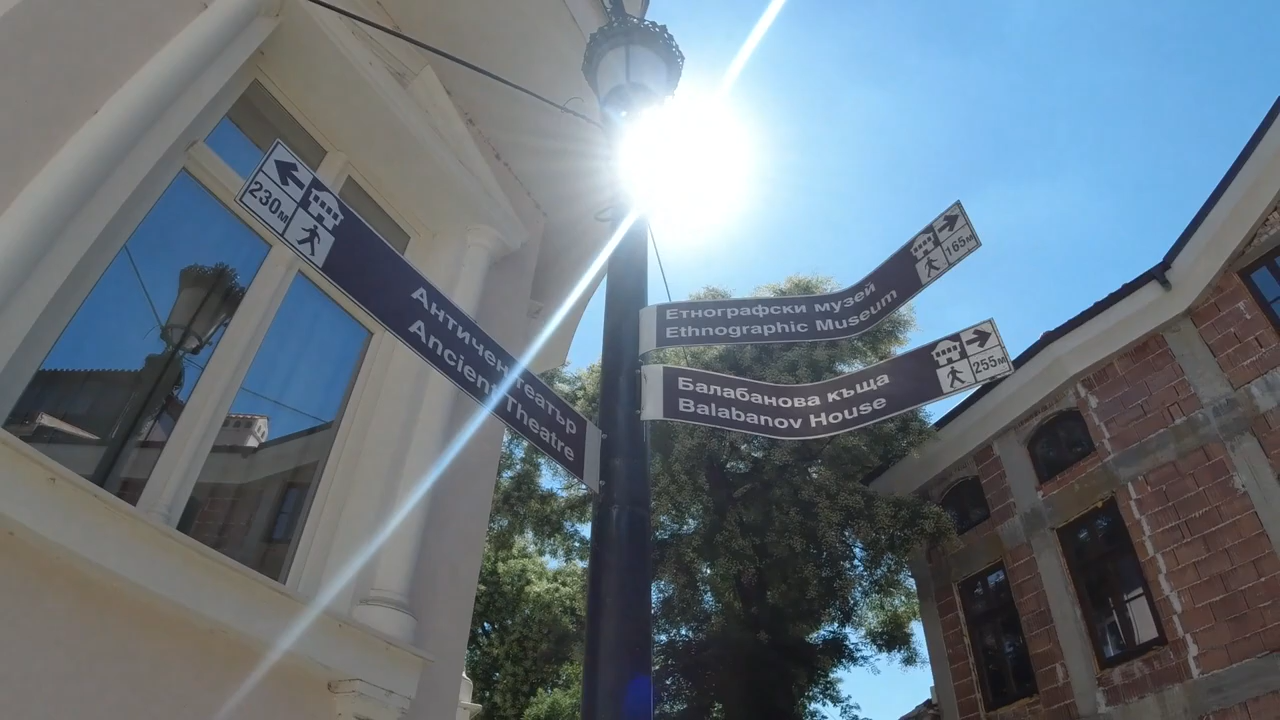 230м
Античен театър
Ancient Theatre
Етнографски музей
Ethnographic Museum
165м
Балабанова къща
Balabanov House
255м